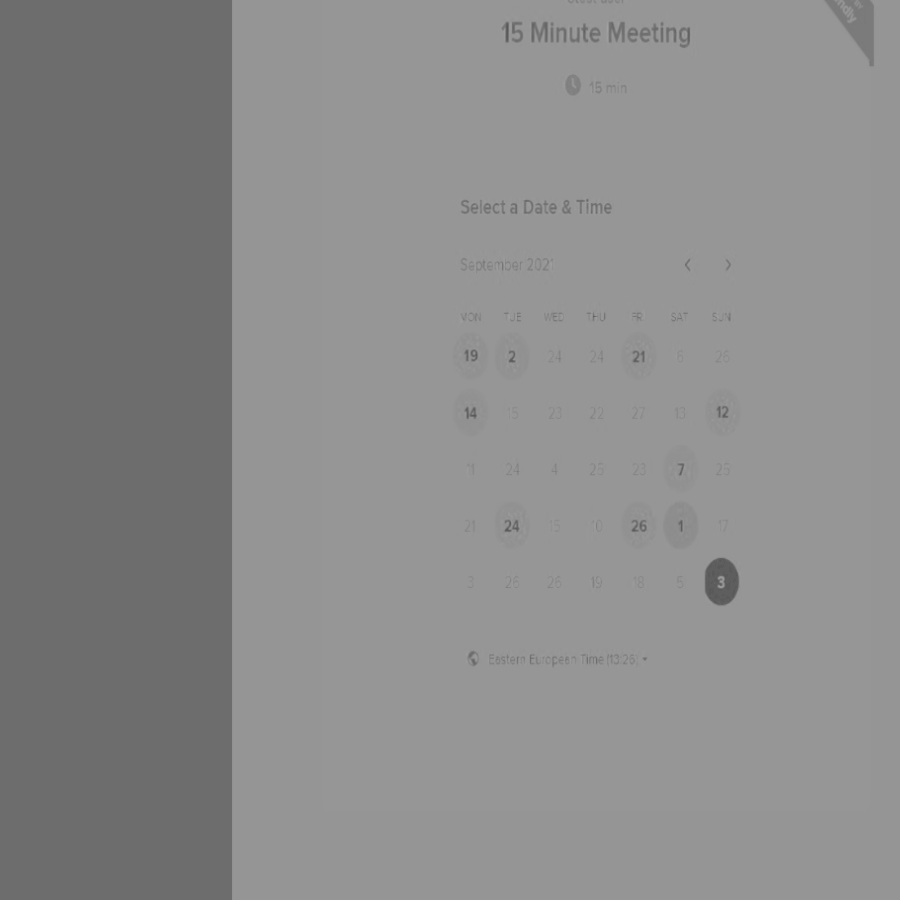 15 Minute Meeting
15 min
Select a Date & Time
September 2021
MON TUE WED THU FRI SAT SUN
19 2 24 24 21 6 26
14 15 23 22 27 13 12
11 24 4 25 23 7 25
21 24 15 10 26 1 17
3 26 26 19 18 5 3
Eastern European Time (13:26)